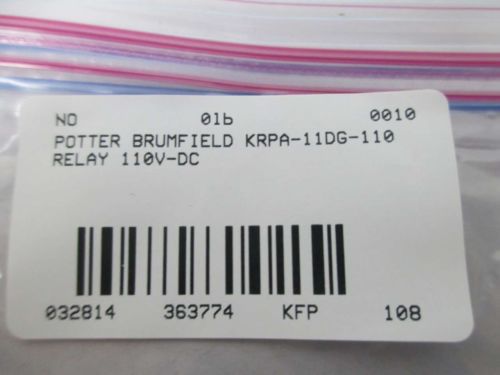 NO 01b 0010
POTTER BRUMFIELD KRPA-11DG-110
RELAY 110V-DC
032814 363774 KFP 108